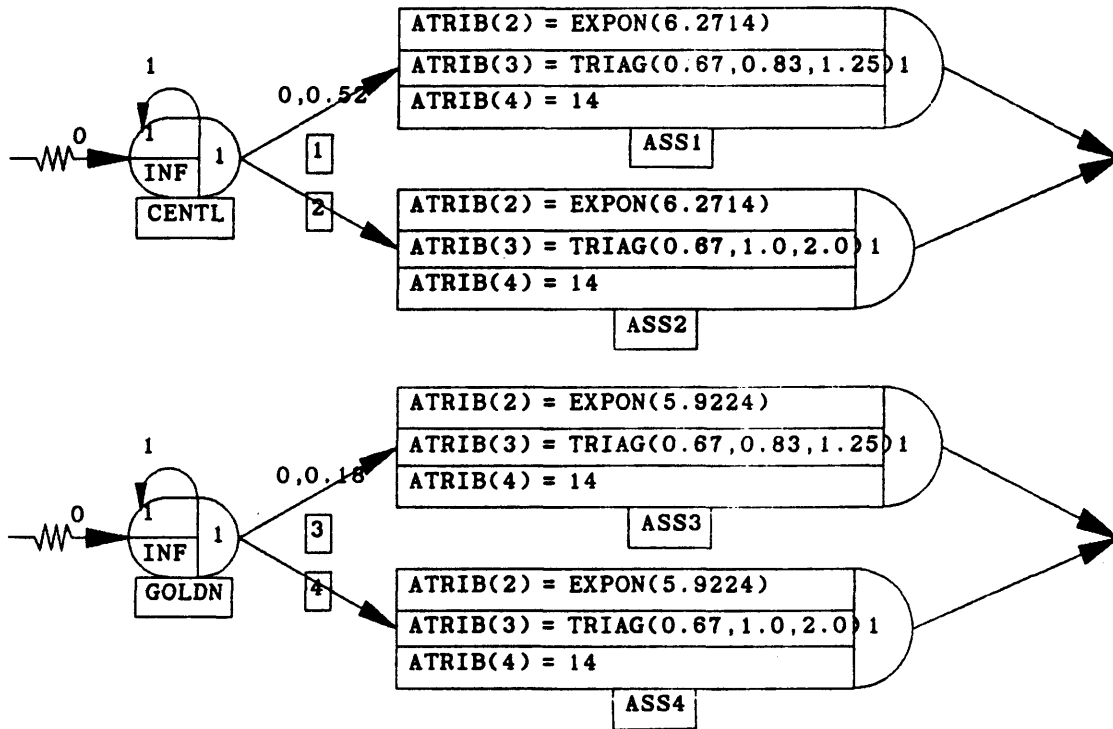 ATRIB(2) = EXPON(6.2714)
1
ATRIB(3) = TRIAG(0.67,0.83,1.25) 1
0,0.52
ATRIB(4) = 14
0
1
1
1
ASS1
INF
ATRIB(2) = EXPON(6.2714)
CENTL
2
ATRIB(3) = TRIAG(0.67,1.0,2.0) 1
ATRIB(4) = 14
ASS2
ATRIB(2) = EXPON(5.9224)
1
ATRIB(3) = TRIAG(0.67,0.83,1.25) 1
0,0.18
ATRIB(4) = 14
0
1
1
3
ASS3
INF
ATRIB(2) = EXPON(5.9224)
GOLDN
4
ATRIB(3) = TRIAG(0.67,1.0,2.0) 1
ATRIB(4) = 14
ASS4